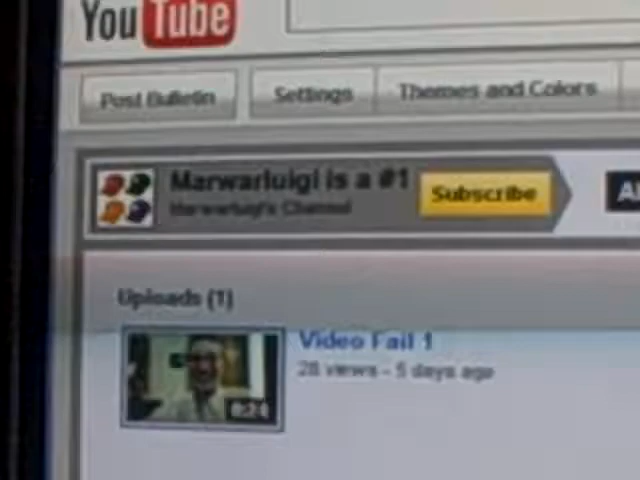 YouTube
Post Bulletin Settings Themes and Colors
Marwarluigi is a #1
Marwarluigi's Channel
Subscribe
Uploads (1)
Video Fail 1
28 views - 5 days ago
0:24